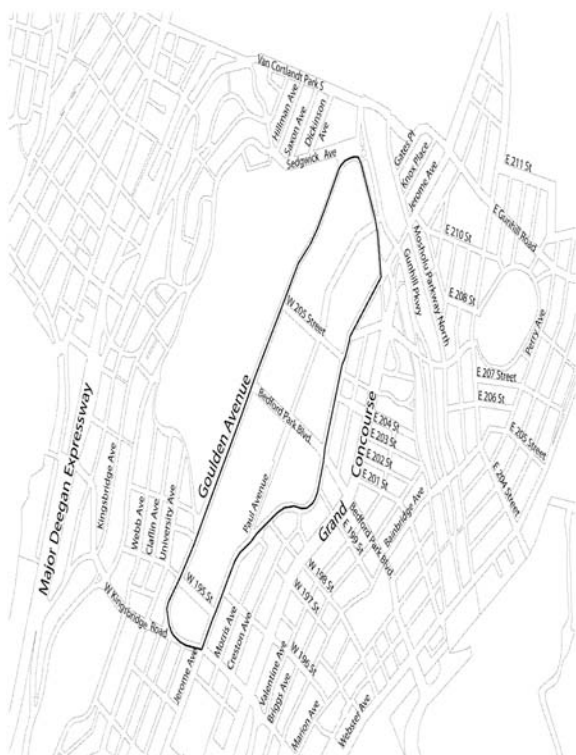 Van Cortlandt Park S
Hillman Ave
Saxon Ave
Dickinson
Ave
Sedgwick Ave
Gates Pl
Knox Place
Jerome Ave
E 211 St
E Gunhill Road
E 210 St
Mosholu Parkway North
Gunhill Pkwy
E 208 St
Perry Ave
W 205 Street
E 207 Street
E 206 St
E 205 Street
E 204 Street
Goulden Avenue
Bedford Park Blvd.
Concourse
E 204 St
E 203 St
E 202 St
E 201 St
Major Deegan Expressway
Kingsbridge Ave
Webb Ave
Claflin Ave
University Ave
Paul Avenue
Grand
Bedford Park Blvd.
Bainbridge Ave
E 199 St
W 198 St
W 197 St
W 195 St
W Kingsbridge Road
Morris Ave
Creston Ave
W 196 St
Jerome Ave
Valentine Ave
Briggs Ave
Marion Ave
Webster Ave